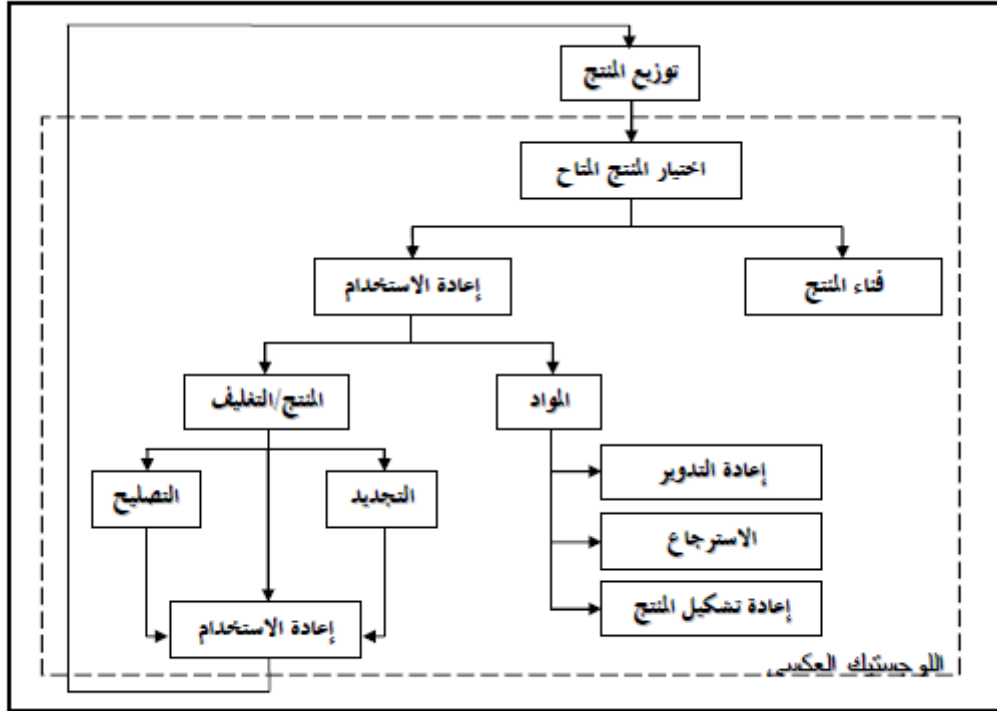 توزيع المنتج
اختيار المنتج المتاح
إعادة الاستخدام
فناء المنتج
المنتج/التغليف
المواد
إعادة التدوير
التصليح
التجديد
الاسترجاع
إعادة تشكيل المنتج
إعادة الاستخدام
اللوجستيك العكسي